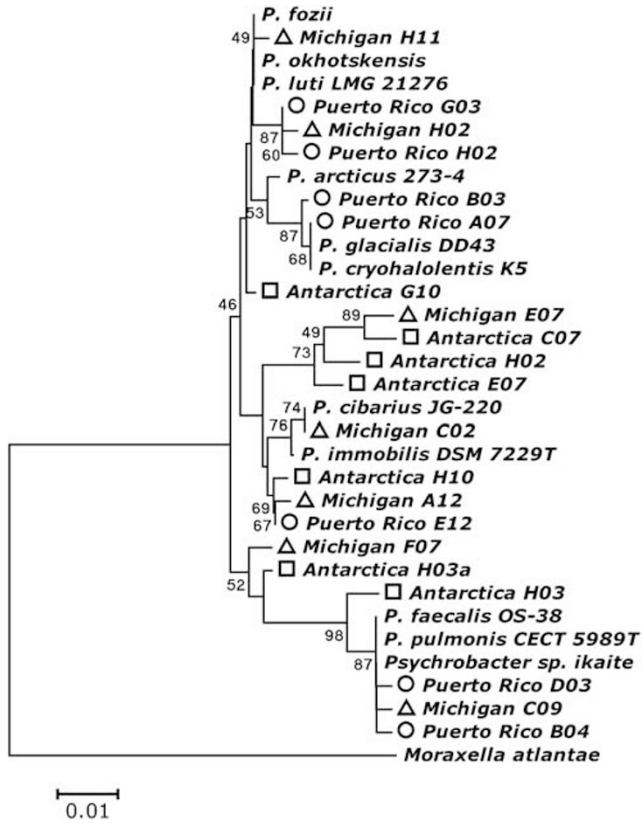 P. fozii
49
Michigan H11
P. okhotskensis
P. luti LMG 21276
Puerto Rico G03
87
Michigan H02
60
Puerto Rico H02
P. arcticus 273-4
53
Puerto Rico B03
87
Puerto Rico A07
P. glacialis DD43
68
P. cryohalolentis K5
Antarctica G10
46
89
Michigan E07
49
Antarctica C07
73
Antarctica H02
Antarctica E07
74
P. cibarius JG-220
76
Michigan C02
P. immobilis DSM 7229T
Antarctica H10
Michigan A12
69
67
Puerto Rico E12
Michigan F07
52
Antarctica H03a
Antarctica H03
P. faecalis OS-38
98
P. pulmonis CECT 5989T
87
Psychrobacter sp. ikaite
Puerto Rico D03
Michigan C09
Puerto Rico B04
Moraxella atlantae
0.01